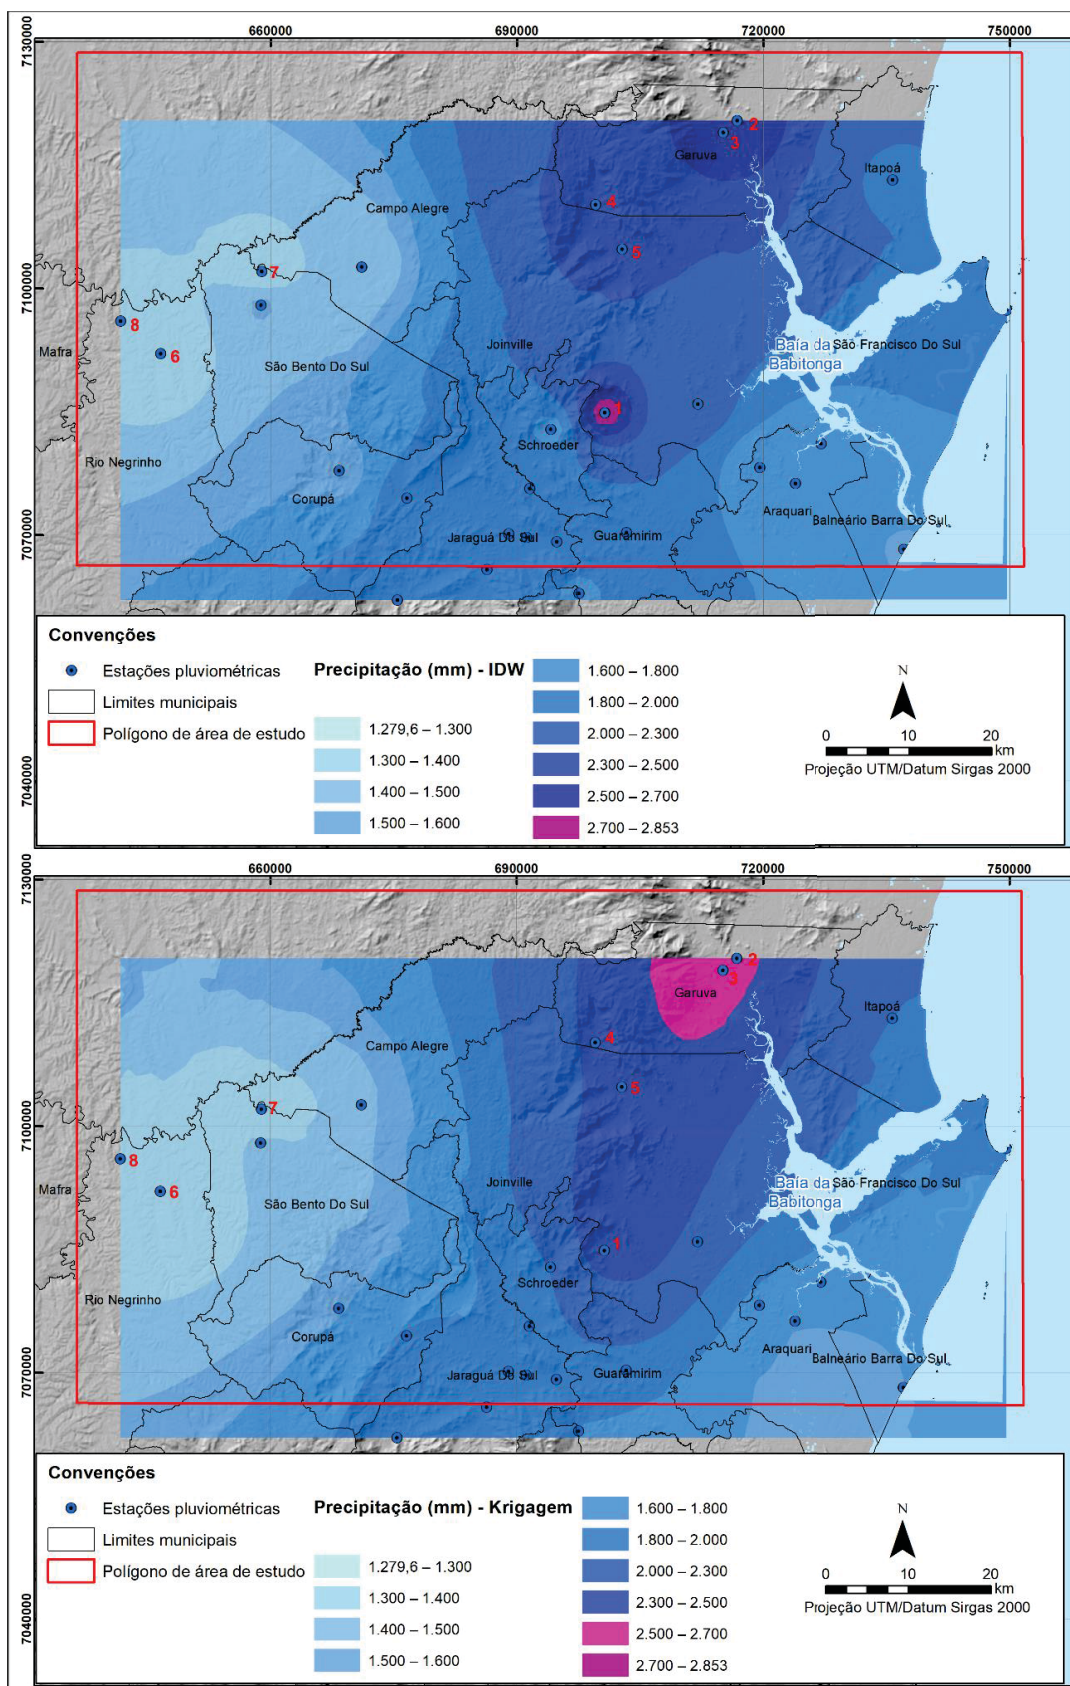 660000 690000 720000 750000
7130000
2
3
Garuva
Itapoá
4
Campo Alegre
5
7
7100000
8
Mafra
6
Joinville
Baía da
Babitonga
São Francisco Do Sul
São Bento Do Sul
1
Schroeder
Rio Negrinho
Corupá
Araquari
Balneário Barra Do Sul
7070000
Jaraguá Do Sul
Guaramirim
Convenções
Estações pluviométricas
Limites municipais
Polígono de área de estudo
Precipitação (mm) - IDW
1.279,6 – 1.300
1.300 – 1.400
1.400 – 1.500
1.500 – 1.600
1.600 – 1.800
1.800 – 2.000
2.000 – 2.300
2.300 – 2.500
2.500 – 2.700
2.700 – 2.853
N
0 10 20
km
Projeção UTM/Datum Sirgas 2000
7040000
660000 690000 720000 750000
7130000
2
3
Garuva
Itapoá
4
Campo Alegre
5
7
7100000
8
Mafra
6
Joinville
Baía da
Babitonga
São Francisco Do Sul
São Bento Do Sul
1
Schroeder
Rio Negrinho
Corupá
Araquari
Balneário Barra Do Sul
7070000
Jaraguá Do Sul
Guaramirim
Convenções
Estações pluviométricas
Limites municipais
Polígono de área de estudo
Precipitação (mm) - Krigagem
1.279,6 – 1.300
1.300 – 1.400
1.400 – 1.500
1.500 – 1.600
1.600 – 1.800
1.800 – 2.000
2.000 – 2.300
2.300 – 2.500
2.500 – 2.700
2.700 – 2.853
N
0 10 20
km
Projeção UTM/Datum Sirgas 2000
7040000